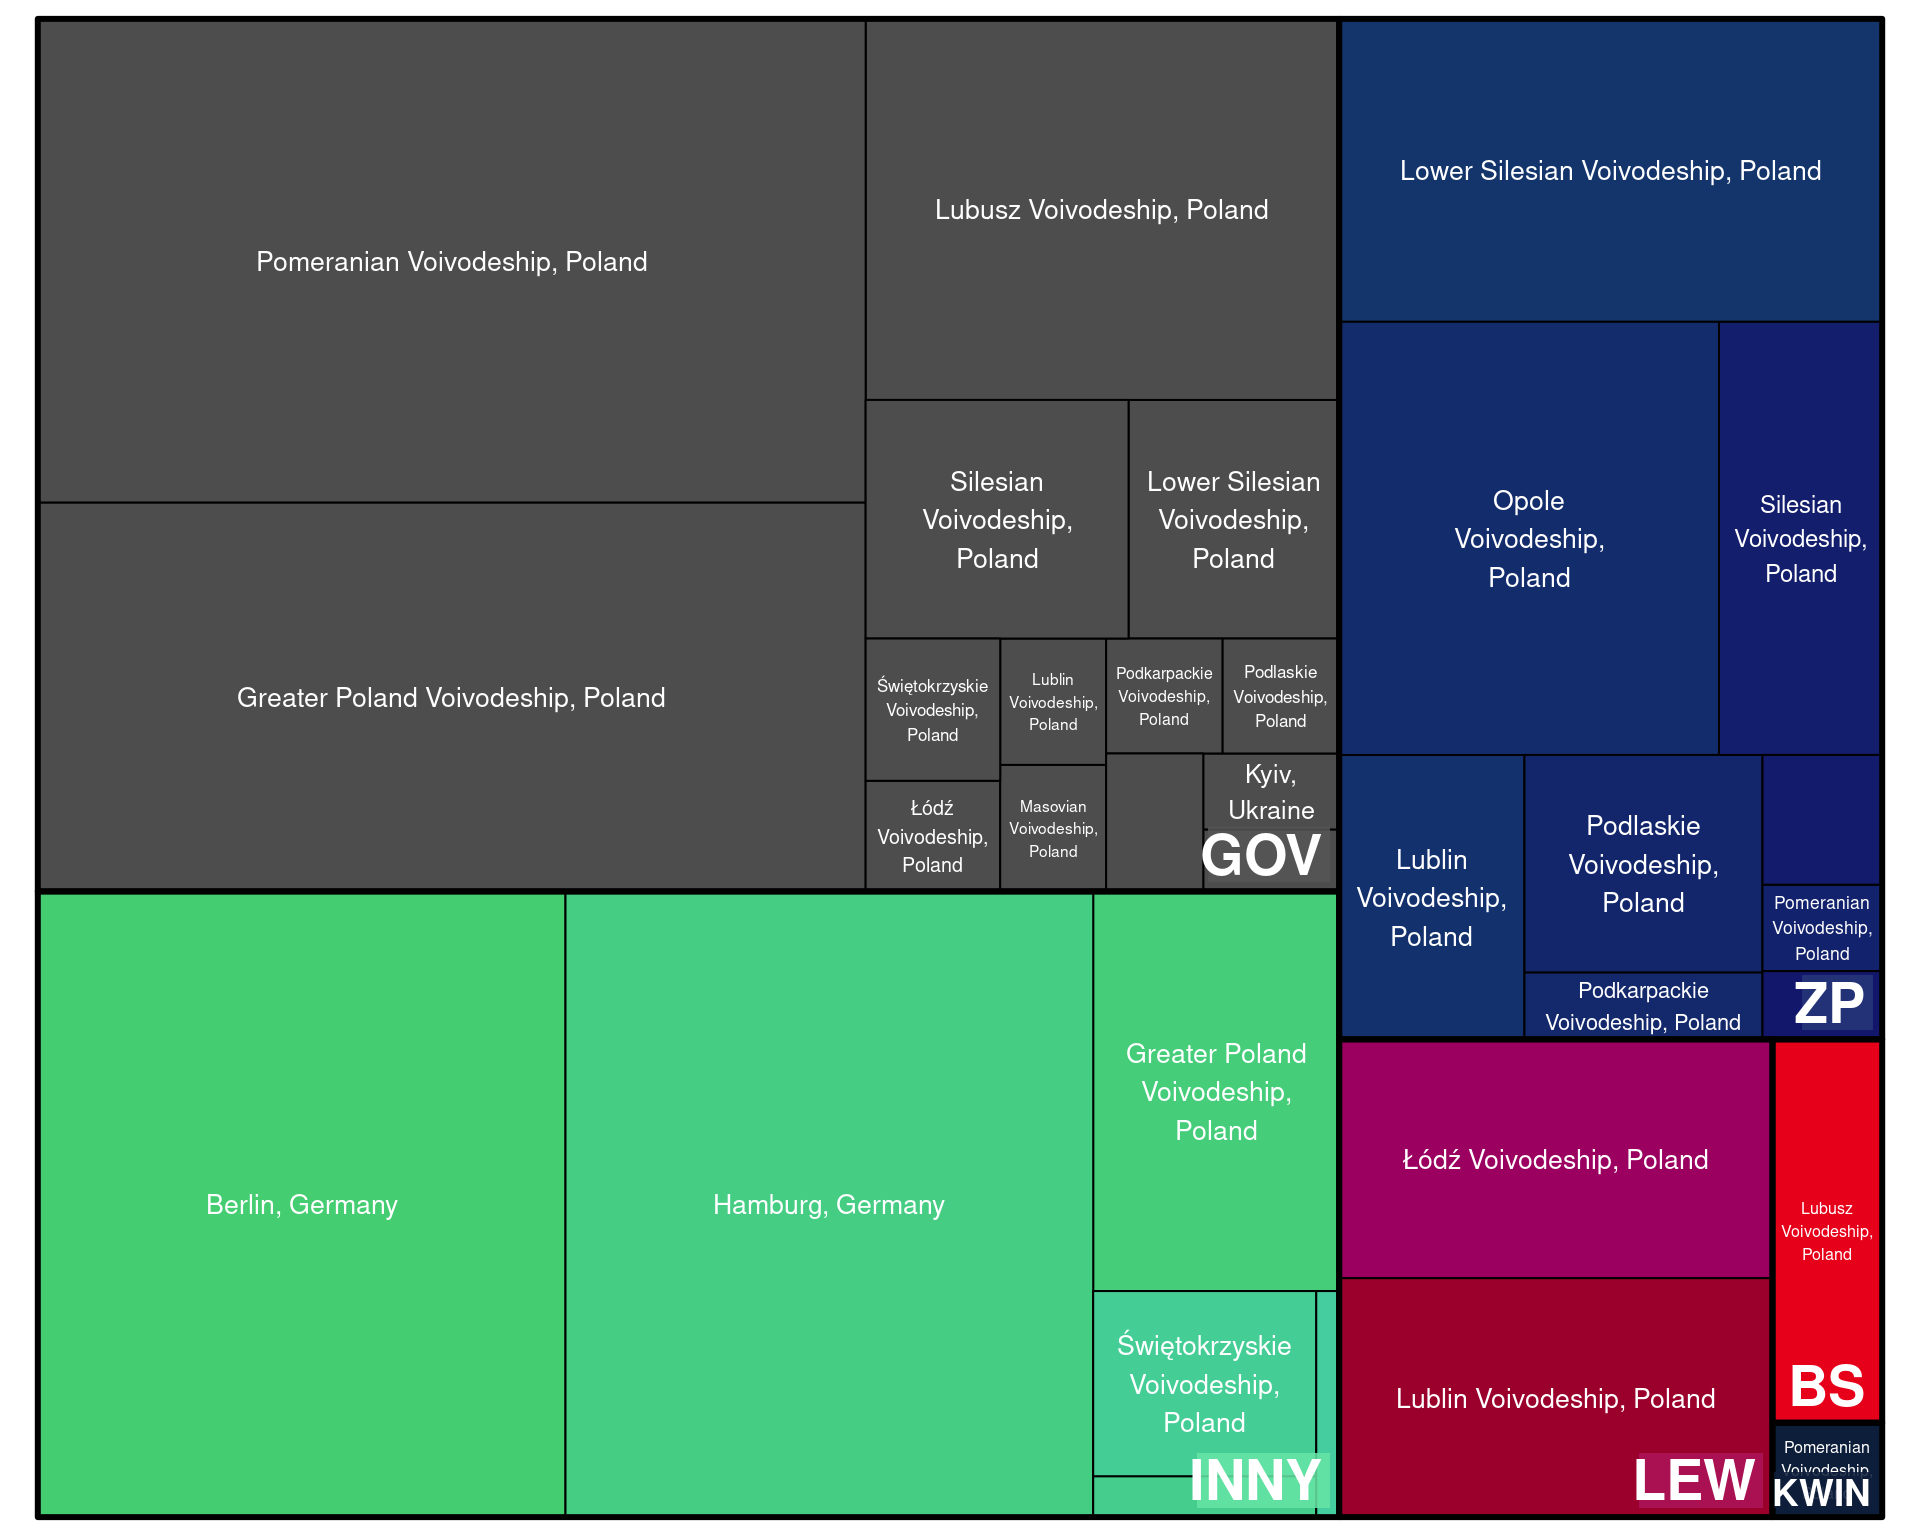 Pomeranian Voivodeship, Poland
Greater Poland Voivodeship, Poland
Lubusz Voivodeship, Poland
Silesian
Voivodeship,
Poland
Lower Silesian
Voivodeship,
Poland
Świętokrzyskie
Voivodeship,
Poland
Łódź
Voivodeship,
Poland
Lublin
Voivodeship,
Poland
Masovian
Voivodeship,
Poland
Podkarpackie
Voivodeship,
Poland
Podlaskie
Voivodeship,
Poland
Kyiv,
Ukraine
GOV
Berlin, Germany
Hamburg, Germany
Greater Poland
Voivodeship,
Poland
Świętokrzyskie
Voivodeship,
Poland
INNY
Lower Silesian Voivodeship, Poland
Opole
Voivodeship,
Poland
Silesian
Voivodeship,
Poland
Lublin
Voivodeship,
Poland
Podlaskie
Voivodeship,
Poland
Podkarpackie
Voivodeship, Poland
Pomeranian
Voivodeship,
Poland
ZP
Łódź Voivodeship, Poland
Lublin Voivodeship, Poland
LEW
Lubusz
Voivodeship,
Poland
BS
Pomeranian
Voivodeship,
KWIN